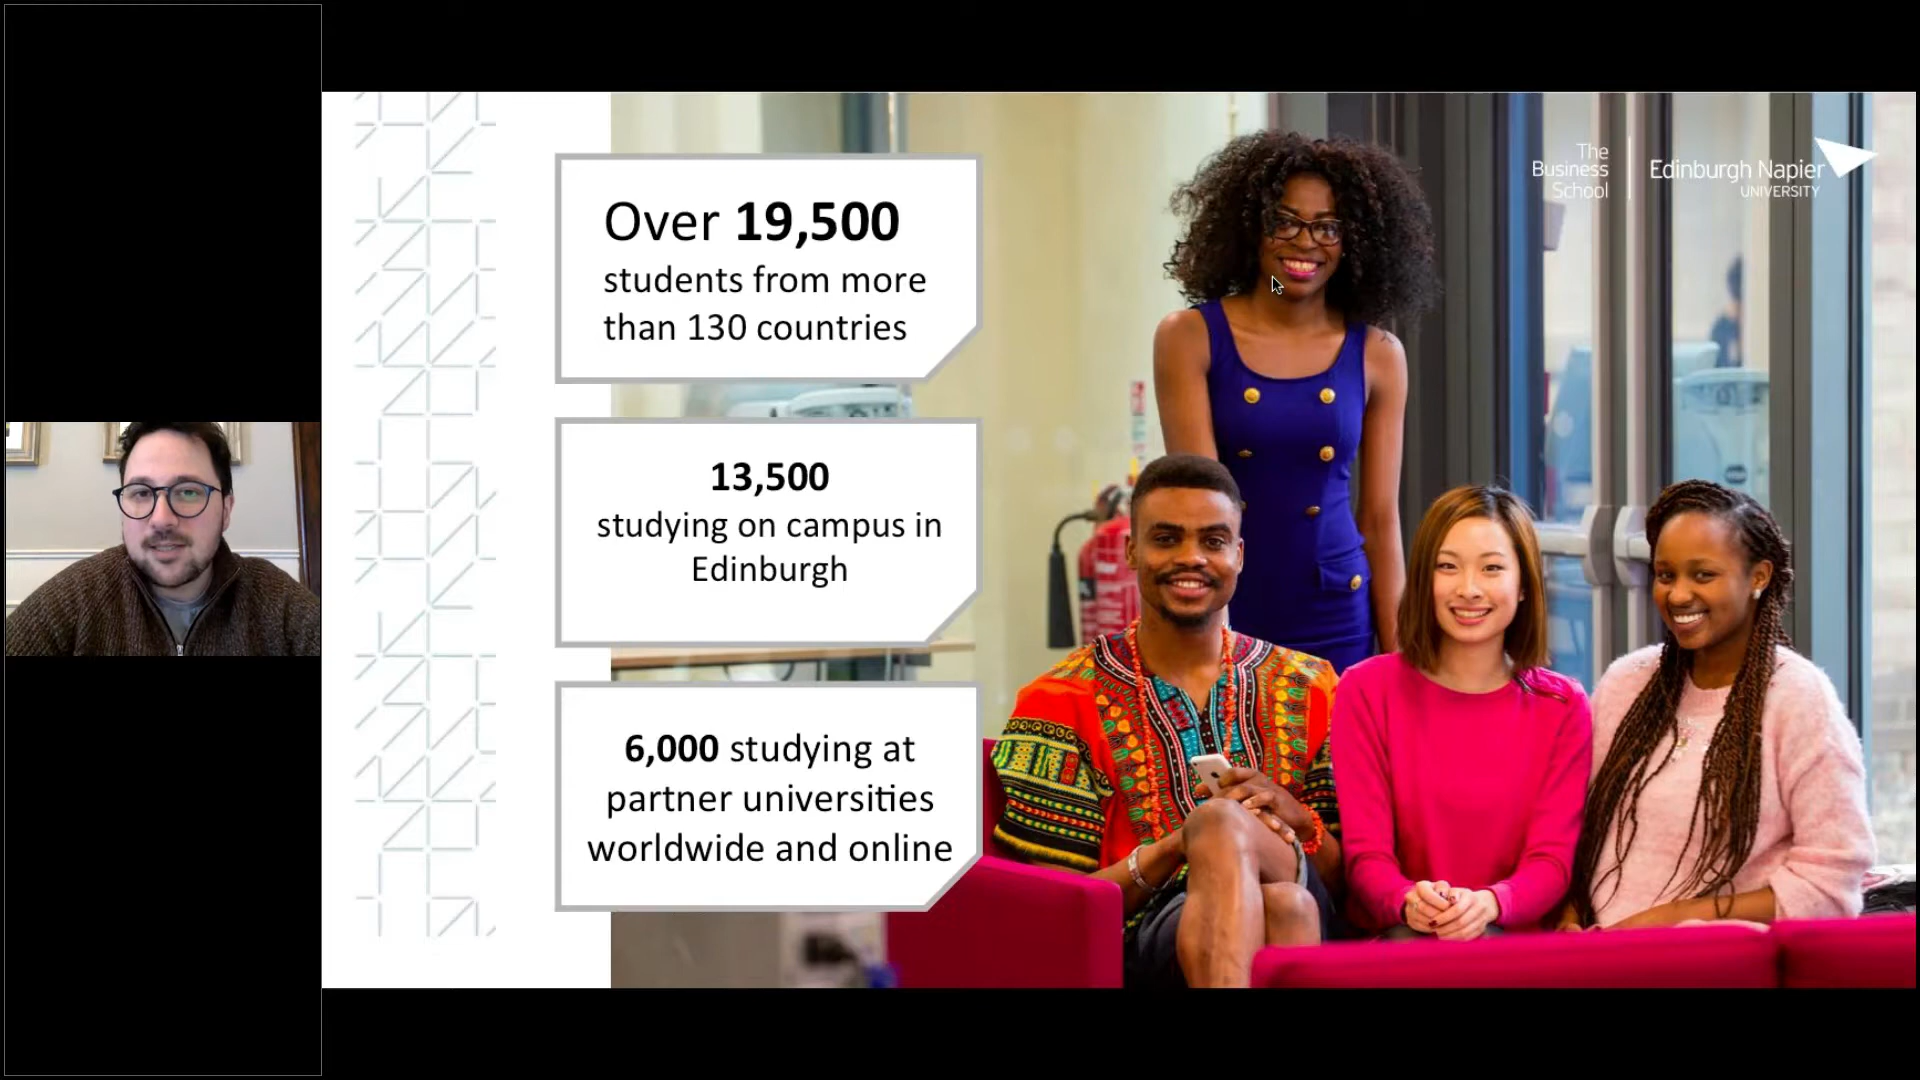 Over 19,500
students from more
than 130 countries
13,500
studying on campus in
Edinburgh
6,000 studying at
partner universities
worldwide and online
The
Business
School
Edinburgh Napier
UNIVERSITY